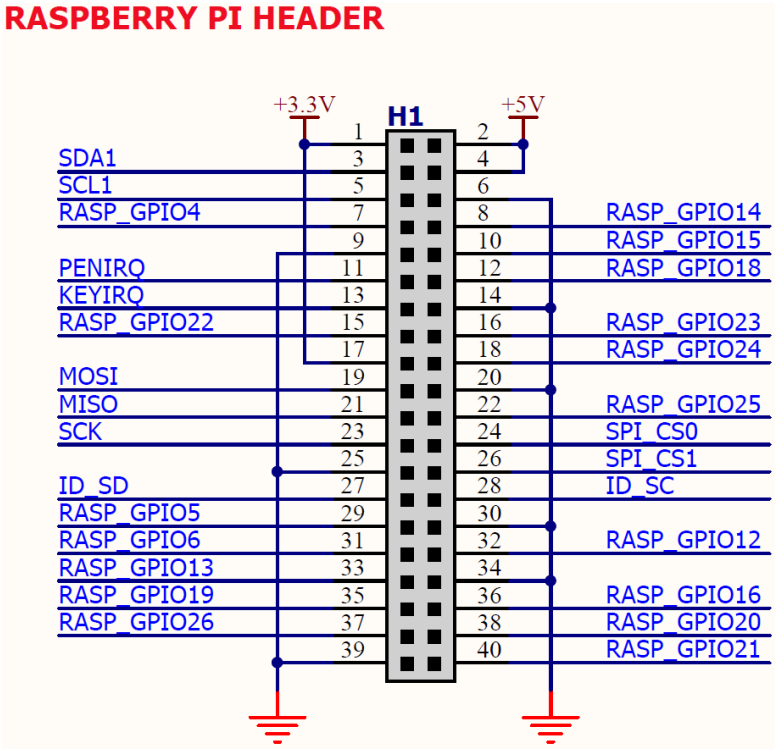 RASPBERRY PI HEADER
+3.3V +5V
H1
1 2
SDA1 3 4
SCL1 5 6
RASP_GPIO4 7 8 RASP_GPIO14
9 10 RASP_GPIO15
PENIRQ 11 12 RASP_GPIO18
KEYIRQ 13 14
RASP_GPIO22 15 16 RASP_GPIO23
17 18 RASP_GPIO24
MOSI 19 20
MISO 21 22 RASP_GPIO25
SCK 23 24 SPI_CS0
25 26 SPI_CS1
ID_SD 27 28 ID_SC
RASP_GPIO5 29 30
RASP_GPIO6 31 32 RASP_GPIO12
RASP_GPIO13 33 34
RASP_GPIO19 35 36 RASP_GPIO16
RASP_GPIO26 37 38 RASP_GPIO20
39 40 RASP_GPIO21